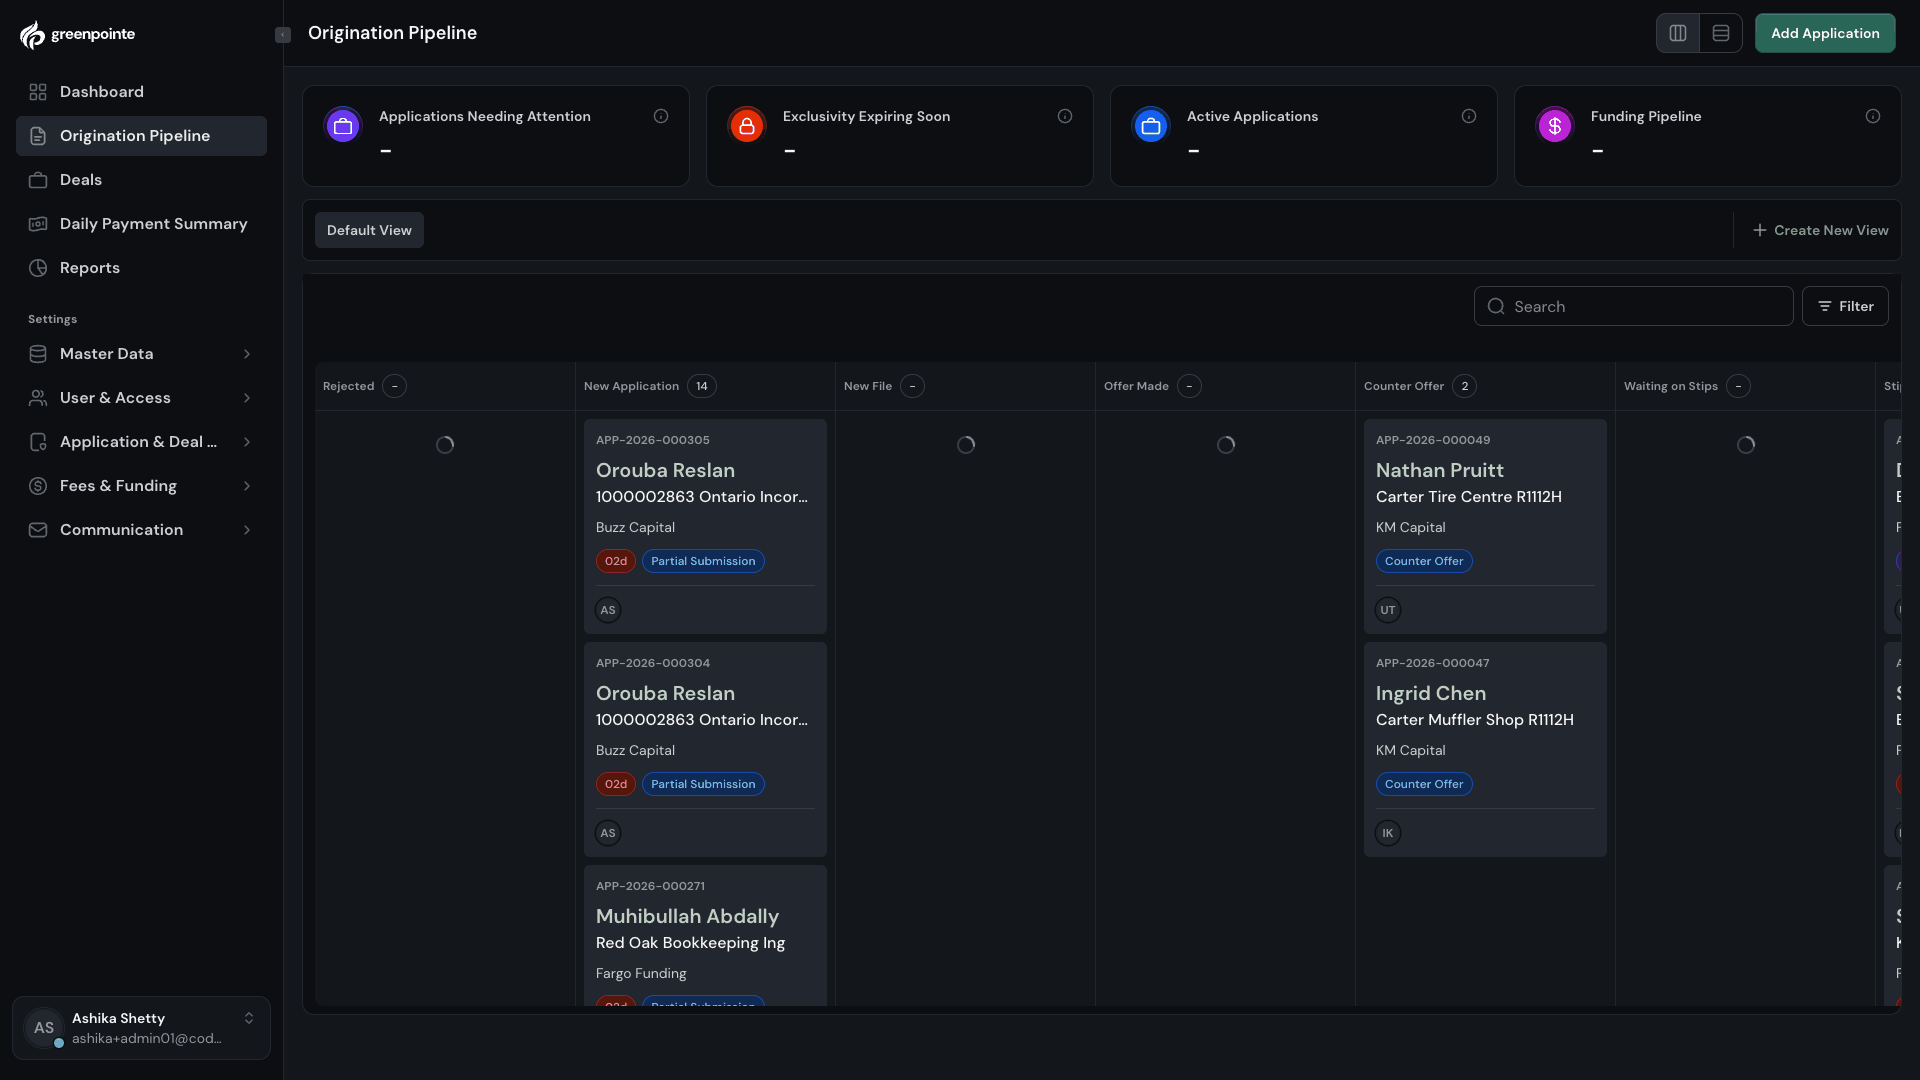 greenpointe
Origination Pipeline
Add Application
Dashboard
Origination Pipeline
Deals
Daily Payment Summary
Reports
Settings
Master Data
User & Access
Application & Deal ...
Fees & Funding
Communication
Applications Needing Attention
–
Exclusivity Expiring Soon
–
Active Applications
–
Funding Pipeline
–
Default View
Create New View
Search
Filter
Rejected -
New Application 14
New File -
Offer Made -
Counter Offer 2
Waiting on Stips -
APP-2026-000305
Orouba Reslan
1000002863 Ontario Incor...
Buzz Capital
02d Partial Submission
AS
APP-2026-000304
Orouba Reslan
1000002863 Ontario Incor...
Buzz Capital
02d Partial Submission
AS
APP-2026-000271
Muhibullah Abdally
Red Oak Bookkeeping Ing
Fargo Funding
02d Partial Submission
APP-2026-000049
Nathan Pruitt
Carter Tire Centre R1112H
KM Capital
Counter Offer
UT
APP-2026-000047
Ingrid Chen
Carter Muffler Shop R1112H
KM Capital
Counter Offer
IK
AS
Ashika Shetty
ashika+admin01@cod...